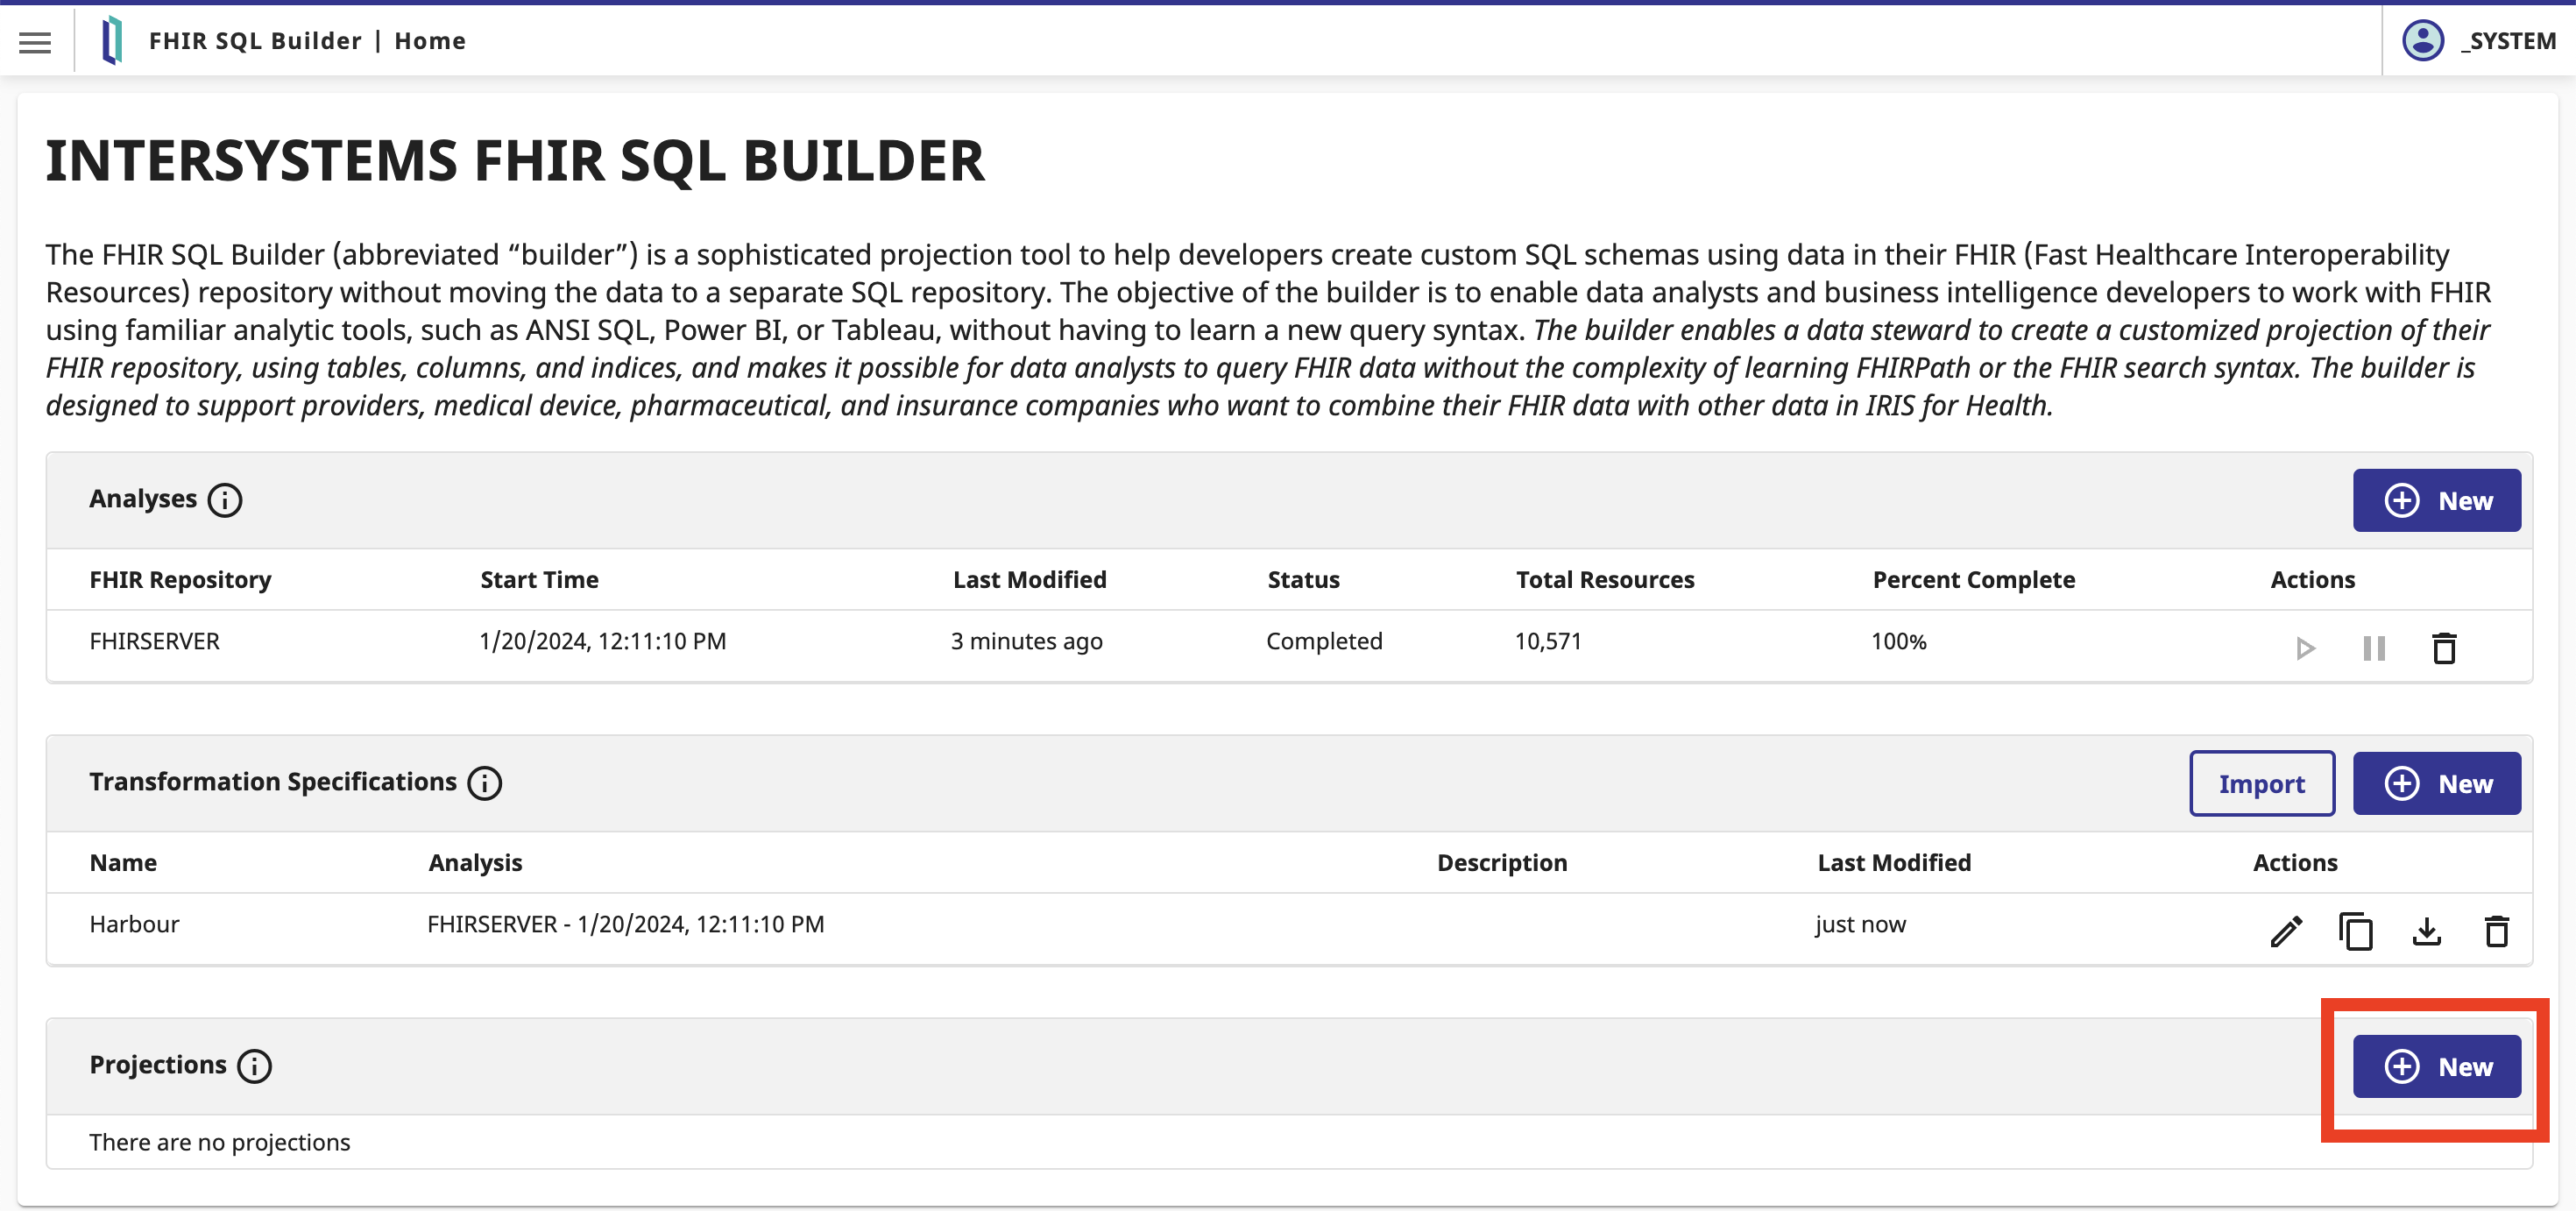 FHIR SQL Builder | Home
_SYSTEM
INTERSYSTEMS FHIR SQL BUILDER
The FHIR SQL Builder (abbreviated “builder”) is a sophisticated projection tool to help developers create custom SQL schemas using data in their FHIR (Fast Healthcare Interoperability
Resources) repository without moving the data to a separate SQL repository. The objective of the builder is to enable data analysts and business intelligence developers to work with FHIR
using familiar analytic tools, such as ANSI SQL, Power BI, or Tableau, without having to learn a new query syntax. The builder enables a data steward to create a customized projection of their
FHIR repository, using tables, columns, and indices, and makes it possible for data analysts to query FHIR data without the complexity of learning FHIRPath or the FHIR search syntax. The builder is
designed to support providers, medical device, pharmaceutical, and insurance companies who want to combine their FHIR data with other data in IRIS for Health.
Analyses
New
FHIR Repository Start Time Last Modified Status Total Resources Percent Complete Actions
FHIRSERVER 1/20/2024, 12:11:10 PM 3 minutes ago Completed 10,571 100%
Transformation Specifications
Import
New
Name Analysis Description Last Modified Actions
Harbour FHIRSERVER - 1/20/2024, 12:11:10 PM just now
Projections
New
There are no projections